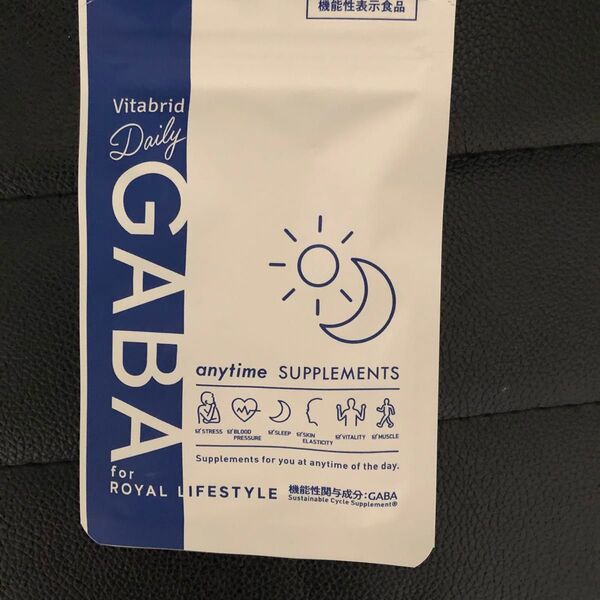 機能性表示食品
Vitabrid
Daily
GABA
for
ROYAL LIFESTYLE
anytime SUPPLEMENTS
STRESS
BLOOD PRESSURE
SLEEP
SKIN ELASTICITY
VITALITY
MUSCLE
Supplements for you at anytime of the day.
機能性関与成分:GABA
Sustainable Cycle Supplement®